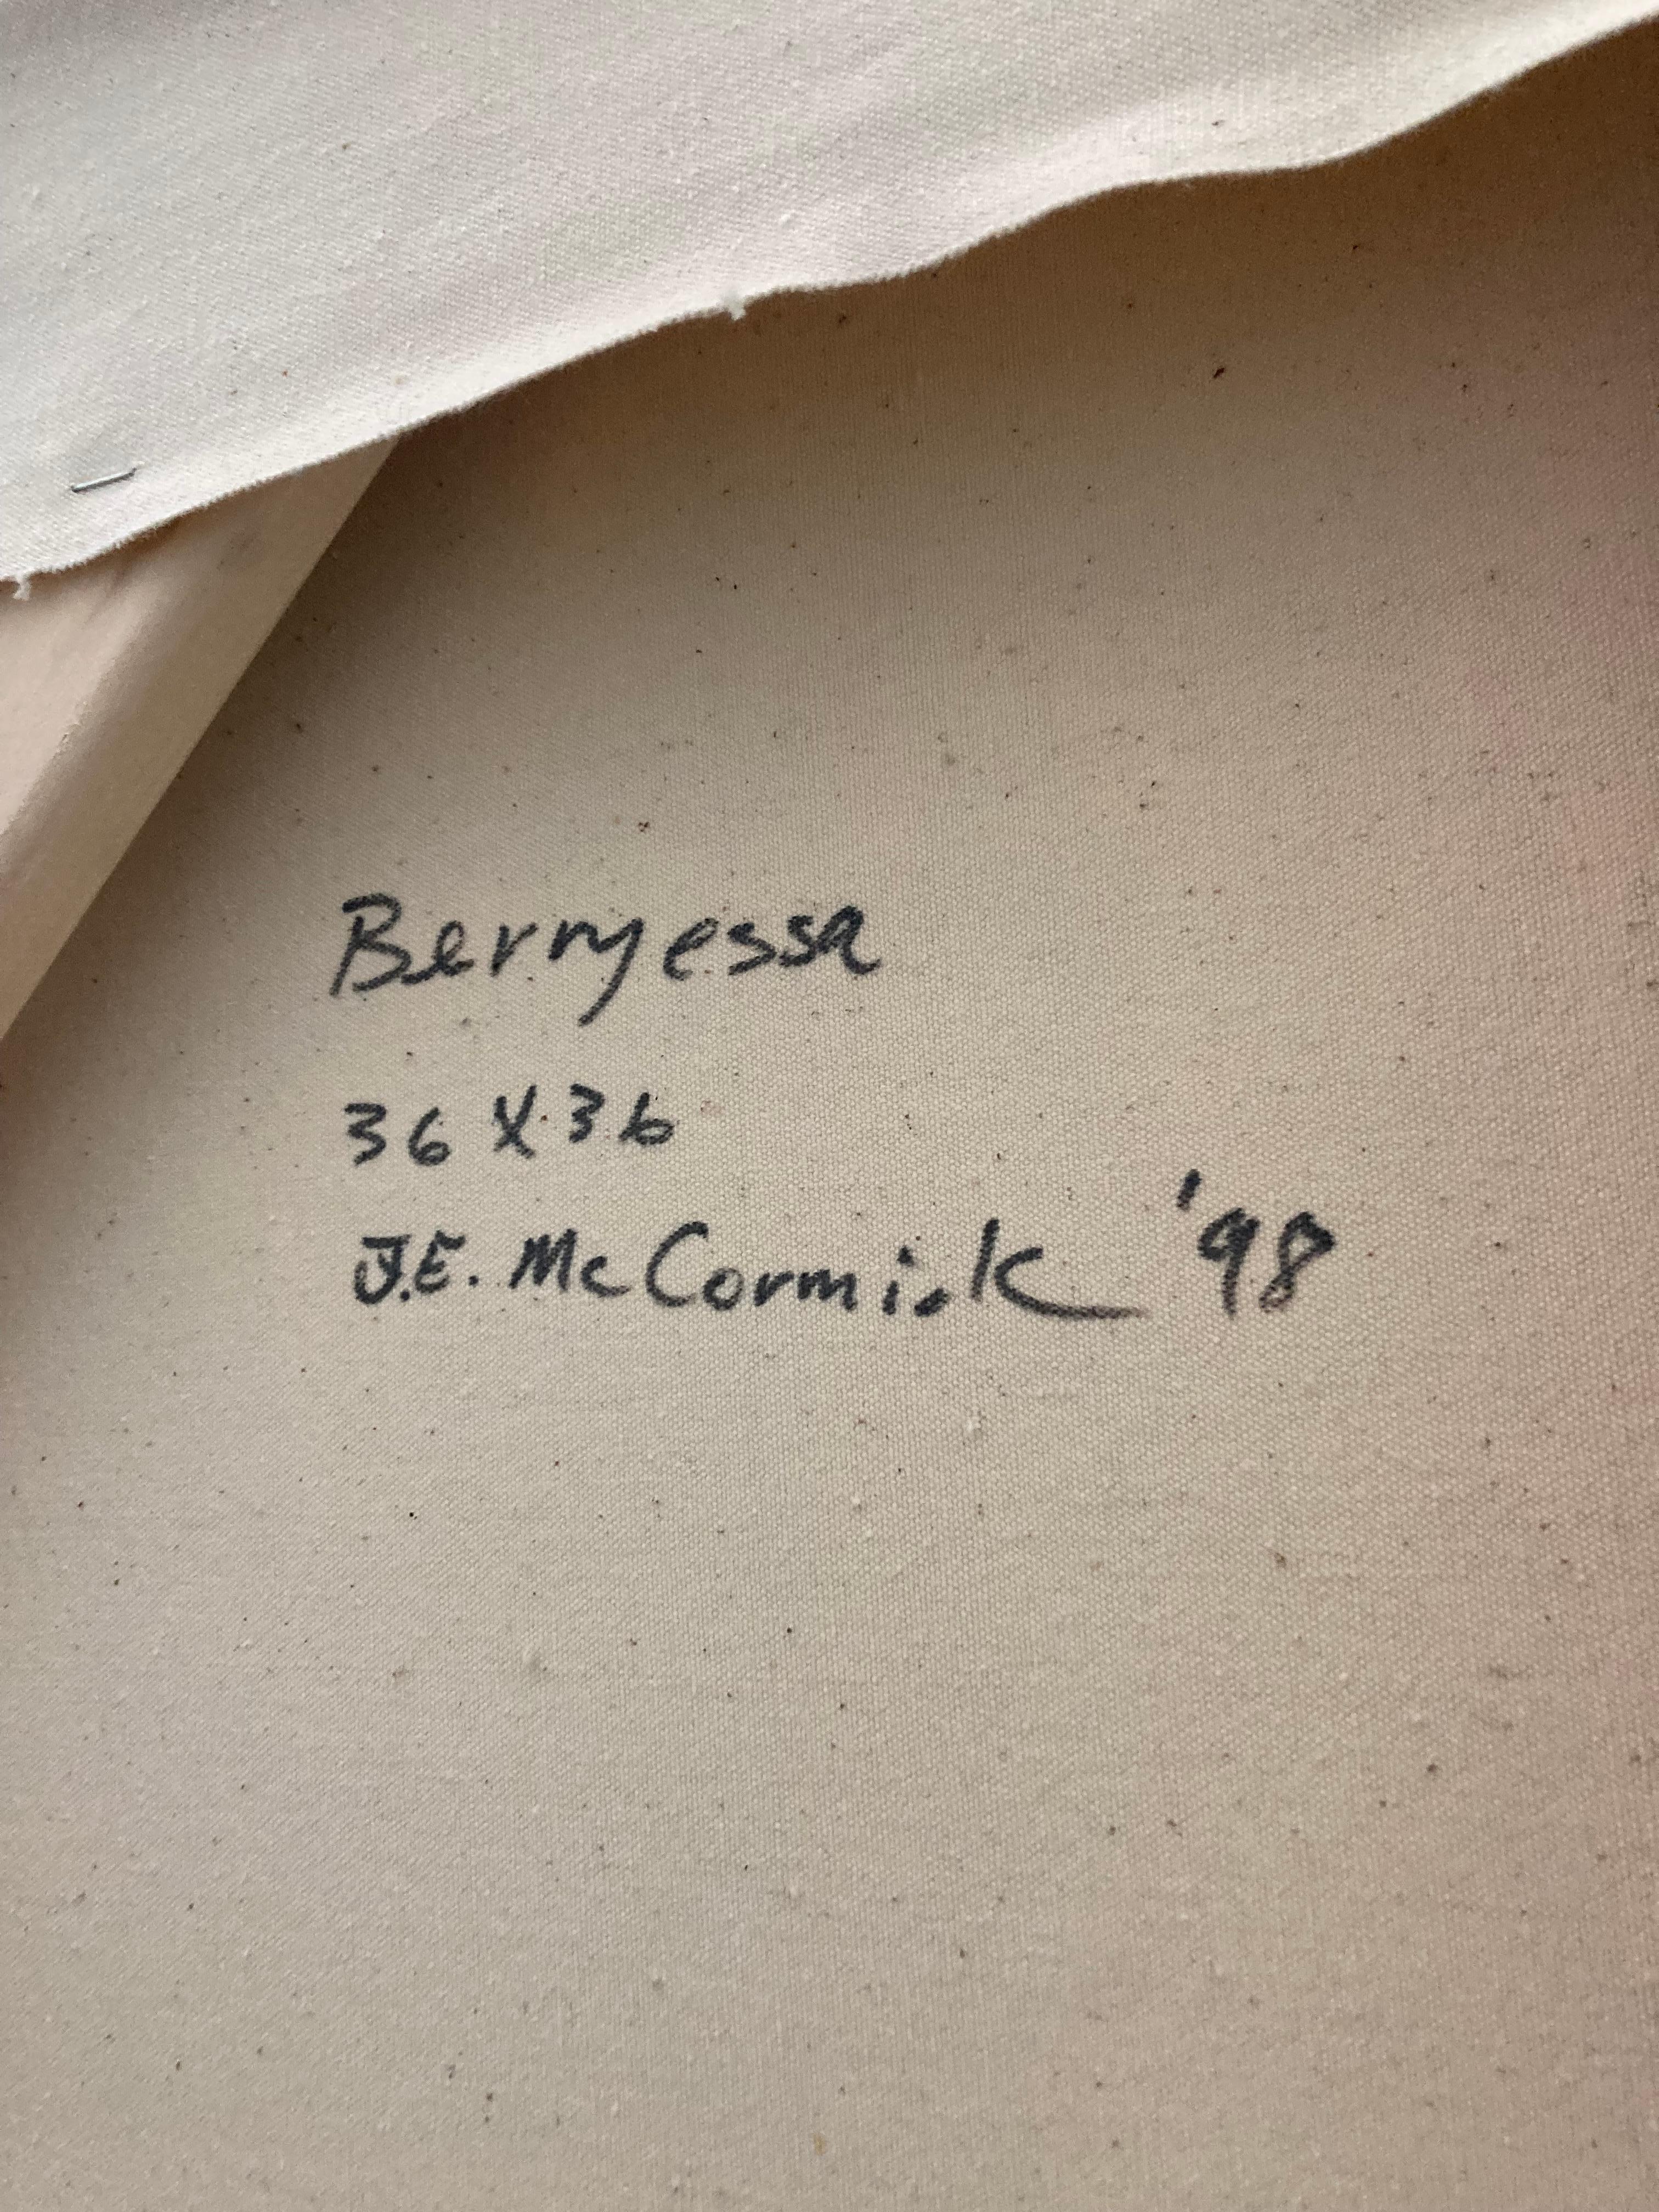 Berryessa
36 X 36
J.E. McCormick '98